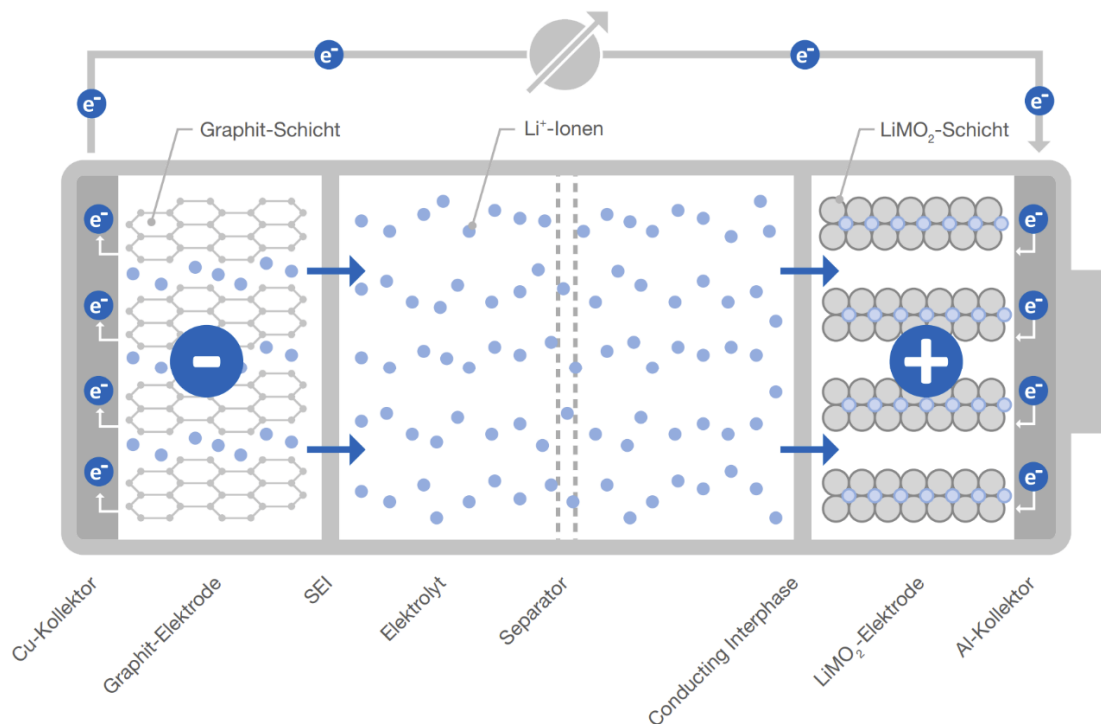 e⁻
e⁻
e⁻
e⁻
Graphit-Schicht
Li⁺-Ionen
LiMO₂-Schicht
e⁻
e⁻
e⁻
e⁻
-
+
e⁻
e⁻
e⁻
e⁻
Cu-Kollektor
Graphit-Elektrode
SEI
Elektrolyt
Separator
Conducting Interphase
LiMO₂-Elektrode
Al-Kollektor